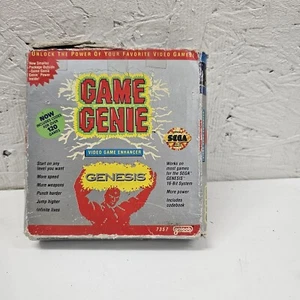 UNLOCK THE POWER OF YOUR FAVORITE VIDEO GAMES!
GAME
GENIE
NOW
120
VIDEO GAME ENHANCER
SEGA
GENESIS
Start on any
level you want!
More speed
More weapons
Punch harder
Jump higher
Infinite lives
Works on
most games
for the SEGA
GENESIS
16-Bit System
More power
Includes
codebook
7357